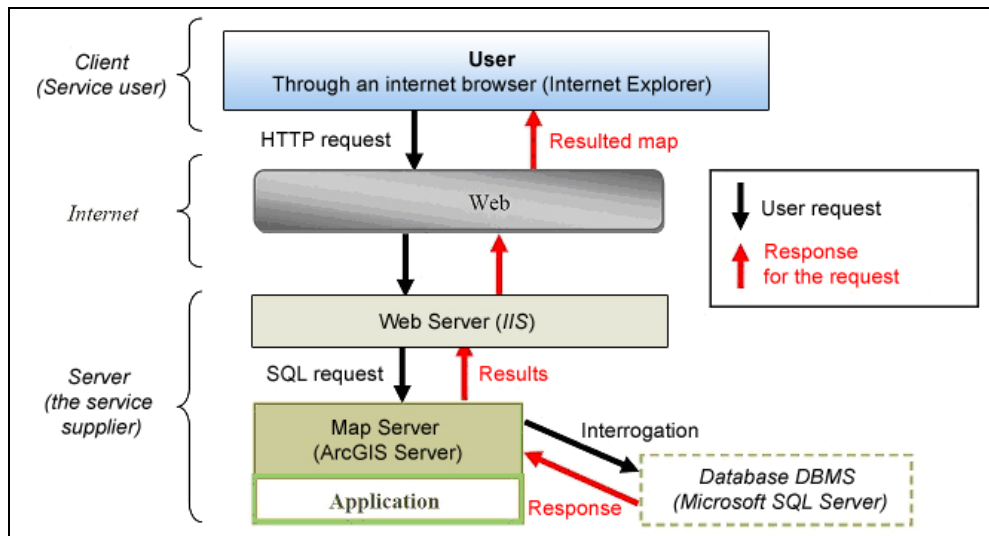 Client
(Service user)
User
Through an internet browser (Internet Explorer)
HTTP request
Resulted map
Internet
Web
User request
Response
for the request
Web Server (IIS)
Server
(the service
supplier)
SQL request
Results
Map Server
(ArcGIS Server)
Application
Interrogation
Response
Database DBMS
(Microsoft SQL Server)